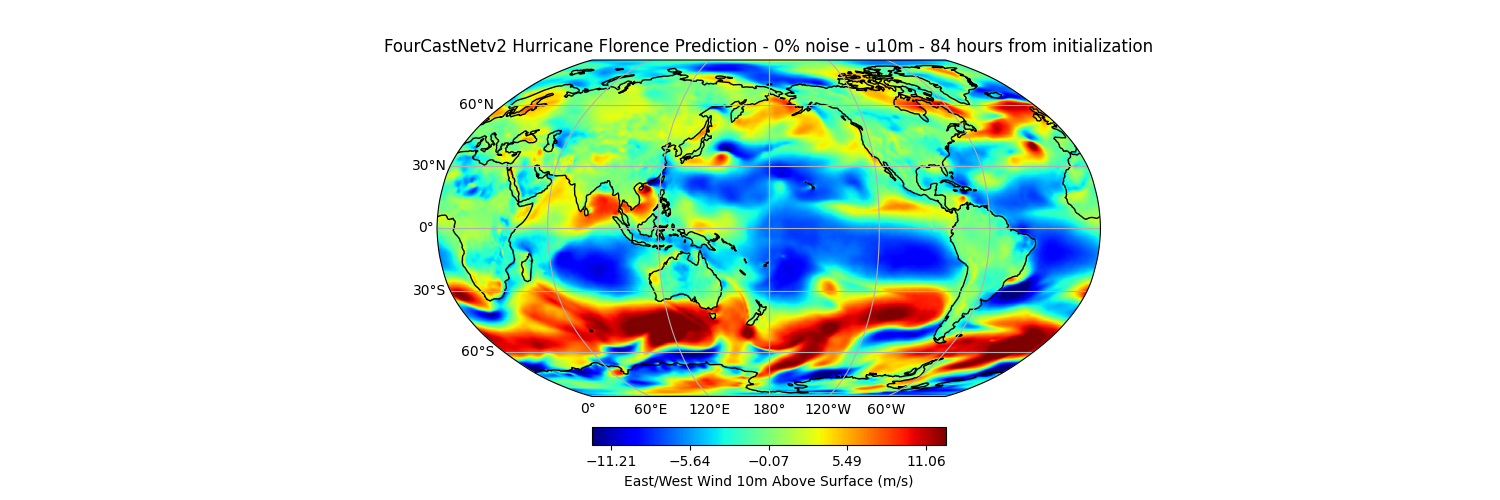 FourCastNetv2 Hurricane Florence Prediction - 0% noise - u10m - 84 hours from initialization
60°N
30°N
0°
30°S
60°S
0° 60°E 120°E 180° 120°W 60°W
−11.21 −5.64 −0.07 5.49 11.06
East/West Wind 10m Above Surface (m/s)